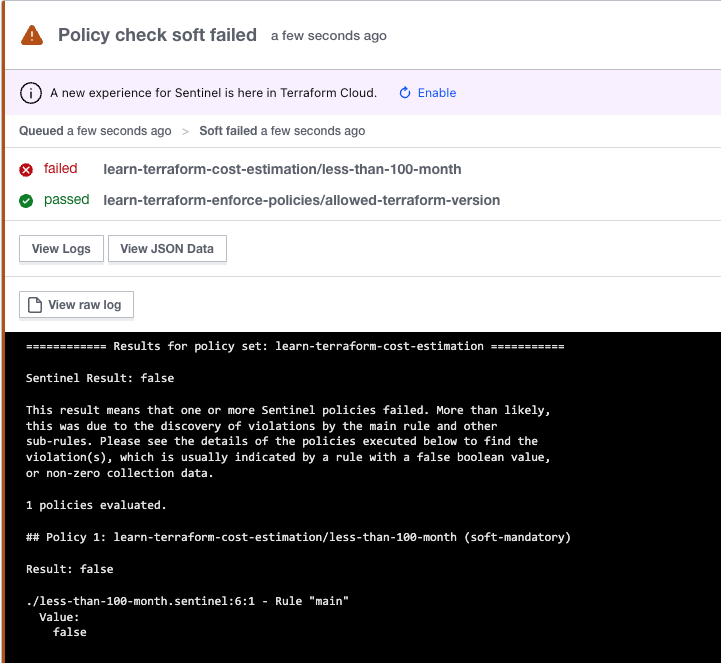 Policy check soft failed a few seconds ago
A new experience for Sentinel is here in Terraform Cloud. Enable
Queued a few seconds ago > Soft failed a few seconds ago
failed learn-terraform-cost-estimation/less-than-100-month
passed learn-terraform-enforce-policies/allowed-terraform-version
View Logs View JSON Data
View raw log
============ Results for policy set: learn-terraform-cost-estimation ===========
Sentinel Result: false
This result means that one or more Sentinel policies failed. More than likely,
this was due to the discovery of violations by the main rule and other
sub-rules. Please see the details of the policies executed below to find the
violation(s), which is usually indicated by a rule with a false boolean value,
or non-zero collection data.
1 policies evaluated.
## Policy 1: learn-terraform-cost-estimation/less-than-100-month (soft-mandatory)
Result: false
./less-than-100-month.sentinel:6:1 - Rule "main"
Value:
false